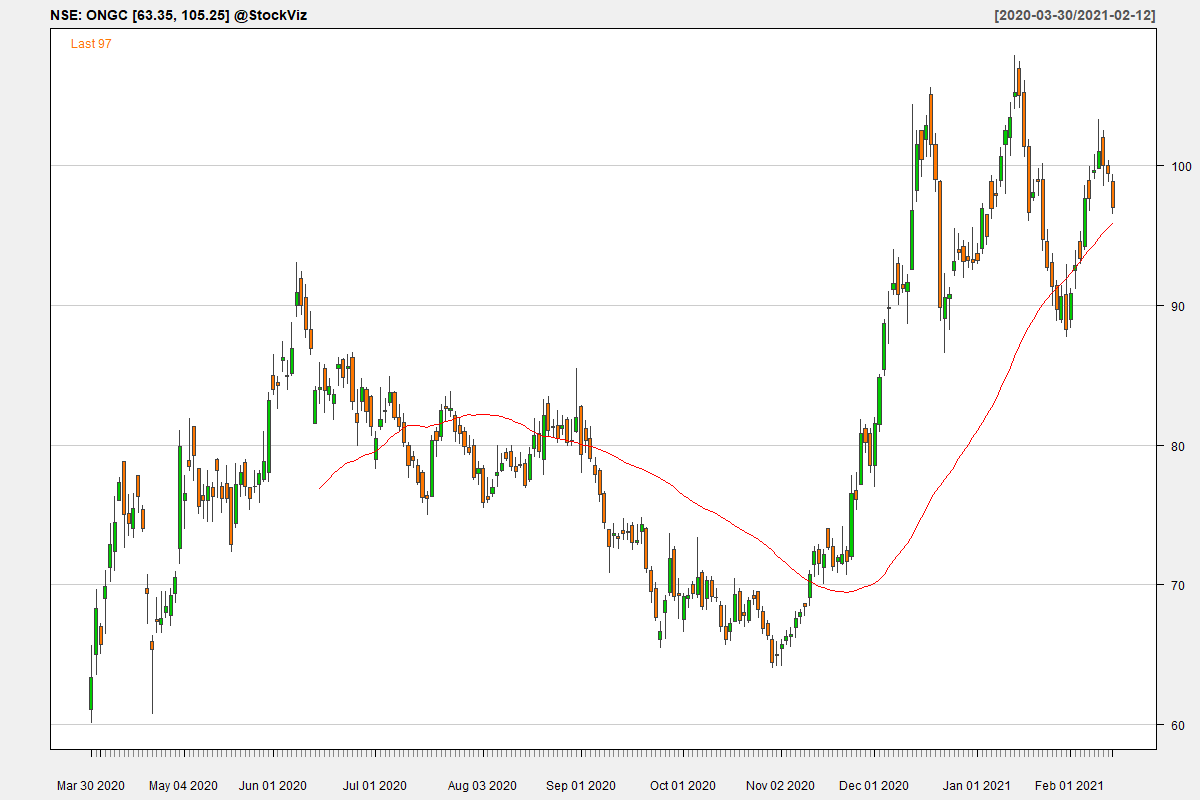 NSE: ONGC [63.35, 105.25] @StockViz
[2020-03-30/2021-02-12]
Last 97
100
90
80
70
60
Mar 30 2020 May 04 2020 Jun 01 2020 Jul 01 2020 Aug 03 2020 Sep 01 2020 Oct 01 2020 Nov 02 2020 Dec 01 2020 Jan 01 2021 Feb 01 2021